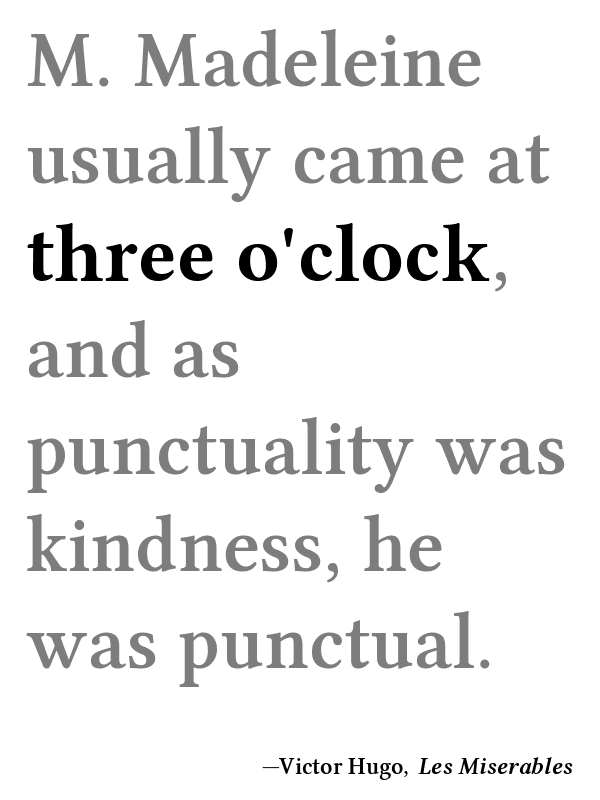 M. Madeleine
usually came at
three o'clock,
and as
punctuality was
kindness, he
was punctual.
—Victor Hugo, Les Miserables